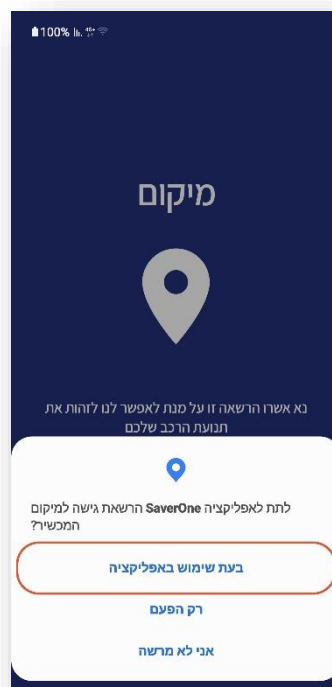 100%
מיקום
נא אשרו הרשאה זו על מנת לאפשר לנו לזהות את
תנועת הרכב שלכם
לתת לאפליקציה SaverOne הרשאת גישה למיקום
המכשיר?
בעת שימוש באפליקציה
רק הפעם
אני לא מרשה